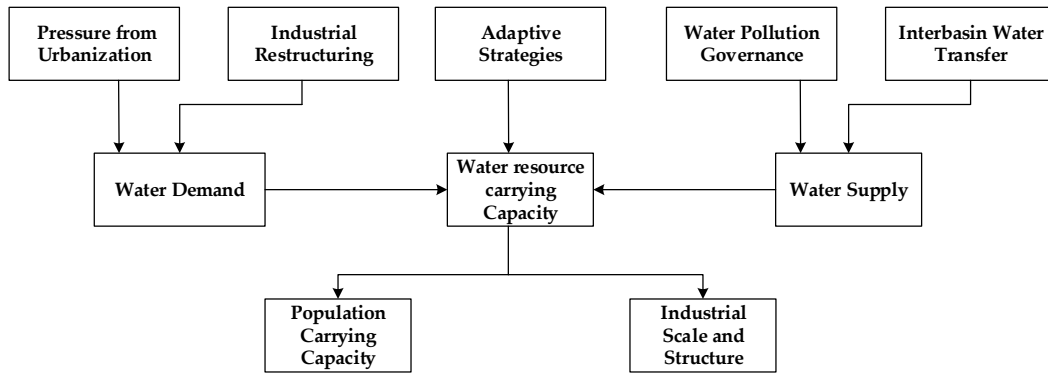 Pressure from
Urbanization
Industrial
Restructuring
Adaptive
Strategies
Water Pollution
Governance
Interbasin Water
Transfer
Water Demand
Water resource
carrying
Capacity
Water Supply
Population
Carrying
Capacity
Industrial
Scale and
Structure